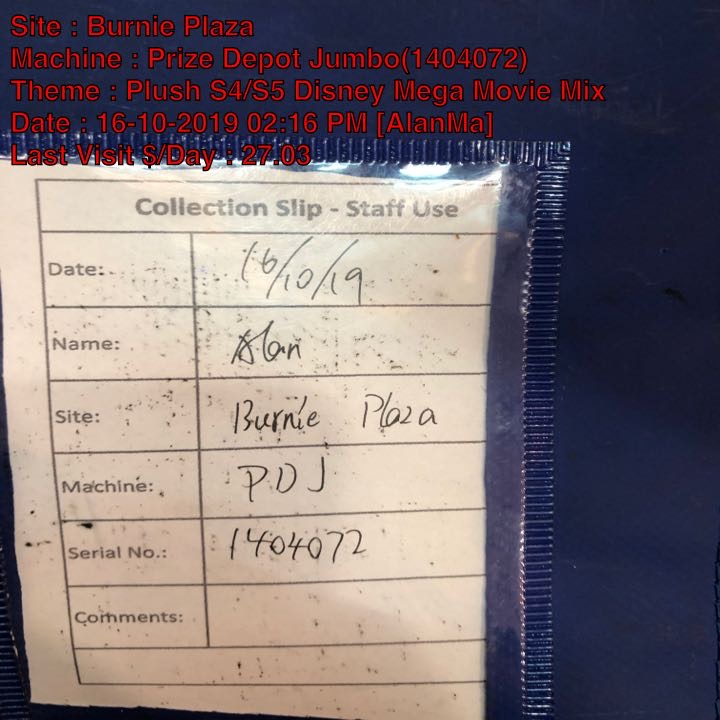 Site : Burnie Plaza
Machine : Prize Depot Jumbo(1404072)
Theme : Plush S4/S5 Disney Mega Movie Mix
Date : 16-10-2019 02:16 PM [AlanMa]
Last Visit $/Day : 27.03
Collection Slip - Staff Use
Date: 16/10/19
Name: Alan
Site: Burnie Plaza
Machine: PDJ
Serial No.: 1404072
Comments: